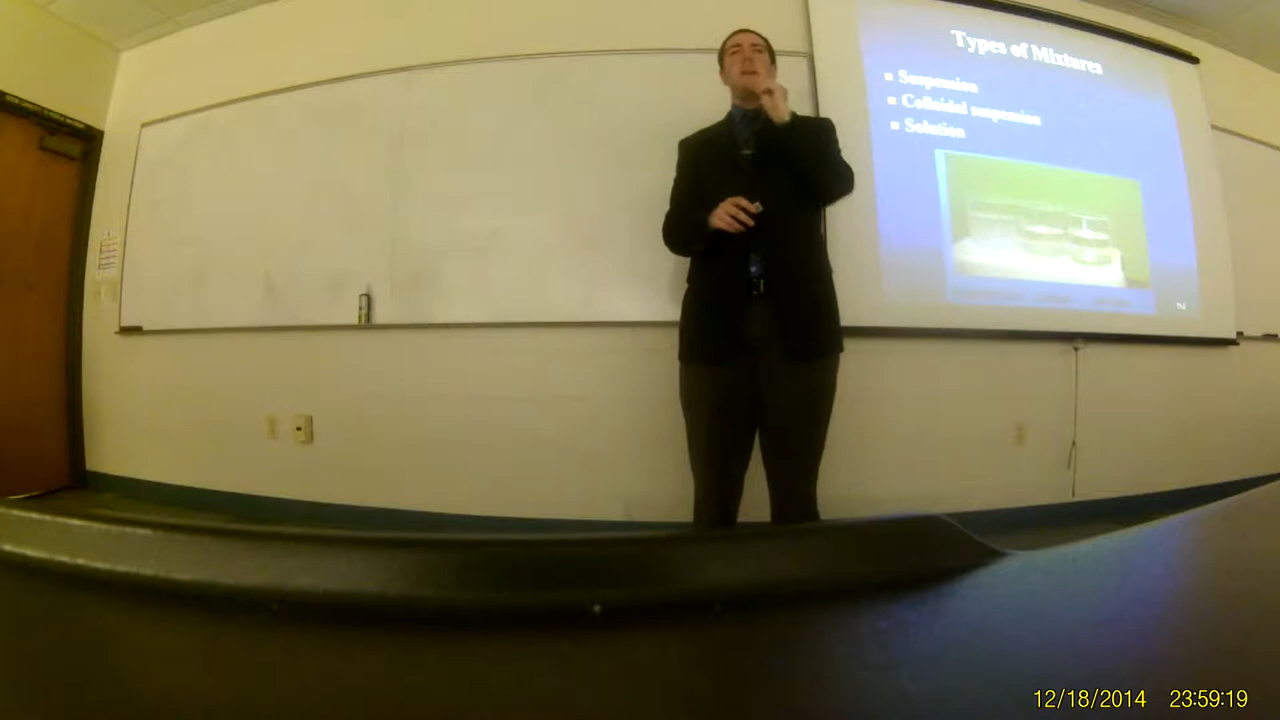 Types of Mixtures
Suspension
Colloidal suspension
Solution
12/18/2014 23:59:19